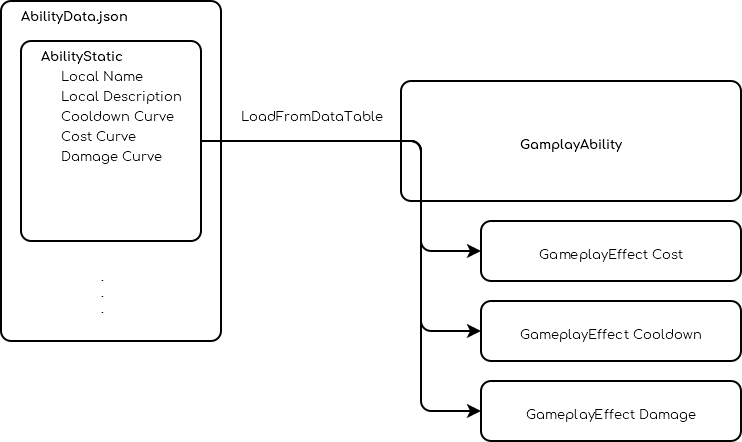 AbilityData.json
AbilityStatic
Local Name
Local Description
Cooldown Curve
Cost Curve
Damage Curve
.
.
.
LoadFromDataTable
GamplayAbility
GameplayEffect Cost
GameplayEffect Cooldown
GameplayEffect Damage